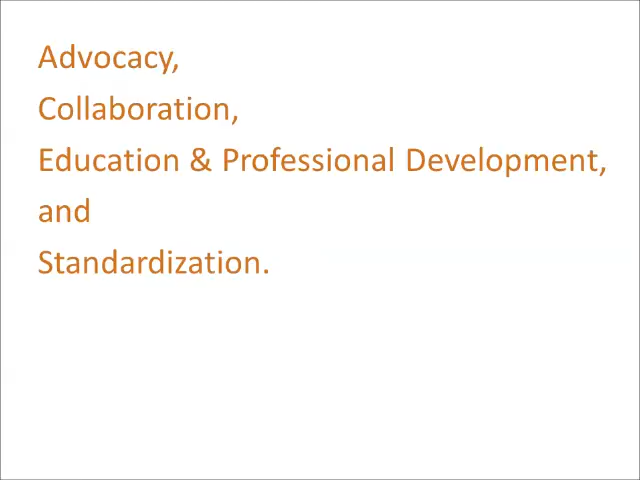 Advocacy,
Collaboration,
Education & Professional Development,
and
Standardization.